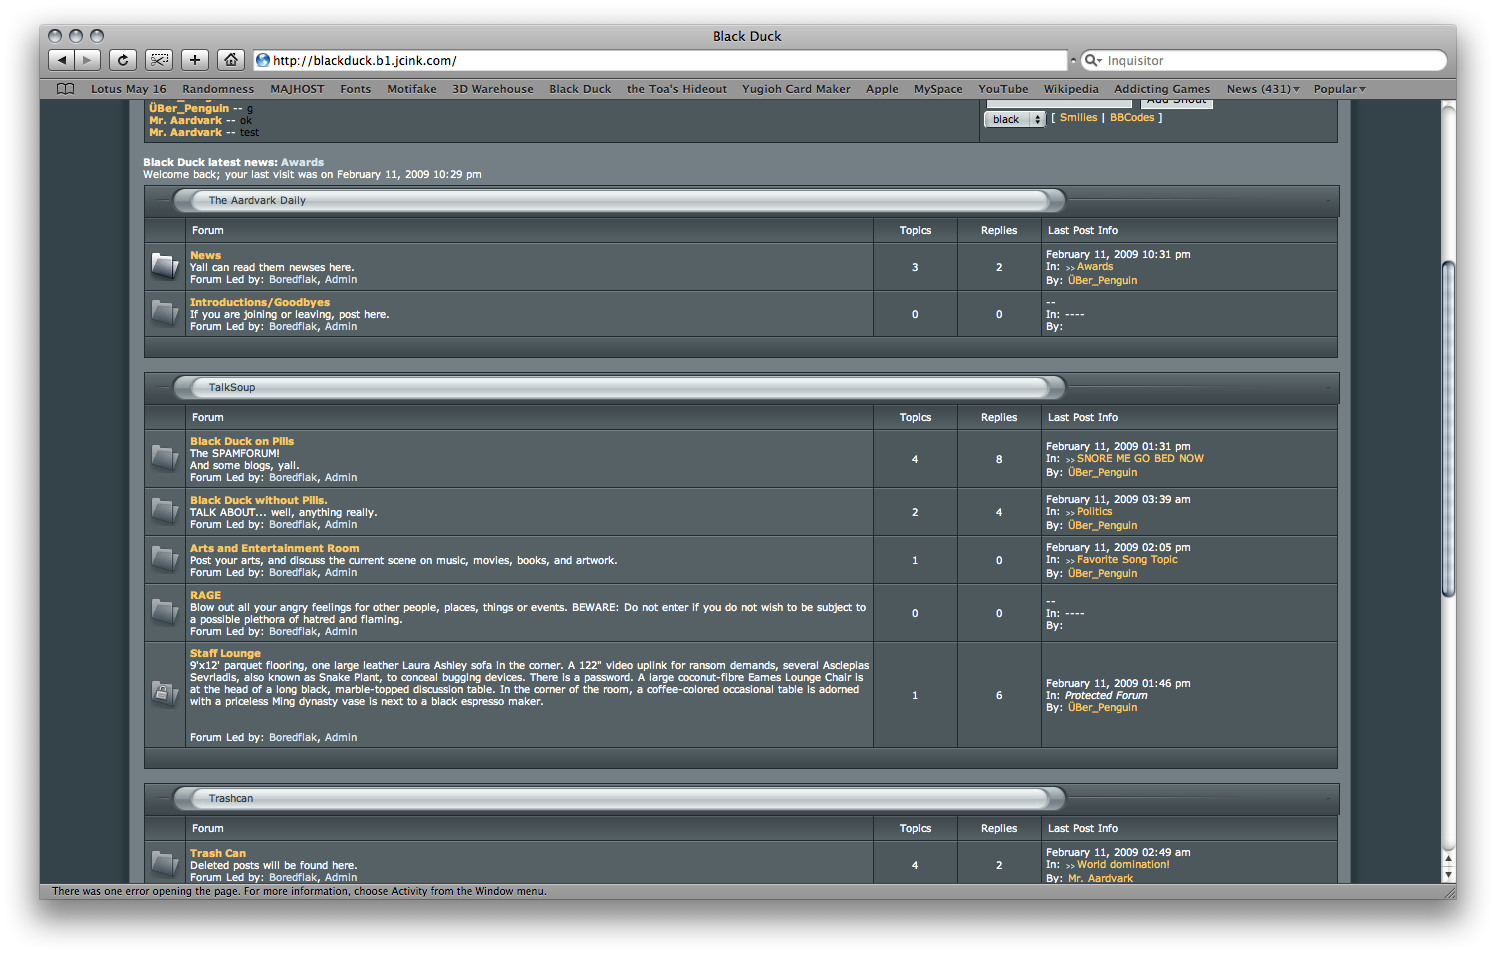 Black Duck
http://blackduck.b1.jcink.com/
Inquisitor
Lotus May 16 Randomness MAJHOST Fonts Motifake 3D Warehouse Black Duck the Toa's Hideout Yugioh Card Maker Apple MySpace YouTube Wikipedia Addicting Games News (431) Popular
ÜBer_Penguin -- g
Add Shout
Mr. Aardvark -- ok
black [ Smilies | BBCodes ]
Mr. Aardvark -- test
Black Duck latest news: Awards
Welcome back; your last visit was on February 11, 2009 10:29 pm
The Aardvark Daily
Forum Topics Replies Last Post Info
News
Yall can read them newses here.
Forum Led by: Boredflak, Admin
3 2
February 11, 2009 10:31 pm
In: >>Awards
By: ÜBer_Penguin
Introductions/Goodbyes
If you are joining or leaving, post here.
Forum Led by: Boredflak, Admin
0 0
--
In: ----
By:
TalkSoup
Forum Topics Replies Last Post Info
Black Duck on Pills
The SPAMFORUM!
And some blogs, yall.
Forum Led by: Boredflak, Admin
4 8
February 11, 2009 01:31 pm
In: >>SNORE ME GO BED NOW
By: ÜBer_Penguin
Black Duck without Pills.
TALK ABOUT... well, anything really.
Forum Led by: Boredflak, Admin
2 4
February 11, 2009 03:39 am
In: >>Politics
By: ÜBer_Penguin
Arts and Entertainment Room
Post your arts, and discuss the current scene on music, movies, books, and artwork.
Forum Led by: Boredflak, Admin
1 0
February 11, 2009 02:05 pm
In: >>Favorite Song Topic
By: ÜBer_Penguin
RAGE
Blow out all your angry feelings for other people, places, things or events. BEWARE: Do not enter if you do not wish to be subject to
a possible plethora of hatred and flaming.
Forum Led by: Boredflak, Admin
0 0
--
In: ----
By:
Staff Lounge
9'x12' parquet flooring, one large leather Laura Ashley sofa in the corner. A 122" video uplink for ransom demands, several Asclepias
Sevriadis, also known as Snake Plant, to conceal bugging devices. There is a password. A large coconut-fibre Eames Lounge Chair is
at the head of a long black, marble-topped discussion table. In the corner of the room, a coffee-colored occasional table is adorned
with a priceless Ming dynasty vase is next to a black espresso maker.
Forum Led by: Boredflak, Admin
1 6
February 11, 2009 01:46 pm
In: Protected Forum
By: ÜBer_Penguin
Trashcan
Forum Topics Replies Last Post Info
Trash Can
Deleted posts will be found here.
Forum Led by: Boredflak, Admin
4 2
February 11, 2009 02:49 am
In: >>World domination!
By: Mr. Aardvark
There was one error opening the page. For more information, choose Activity from the Window menu.